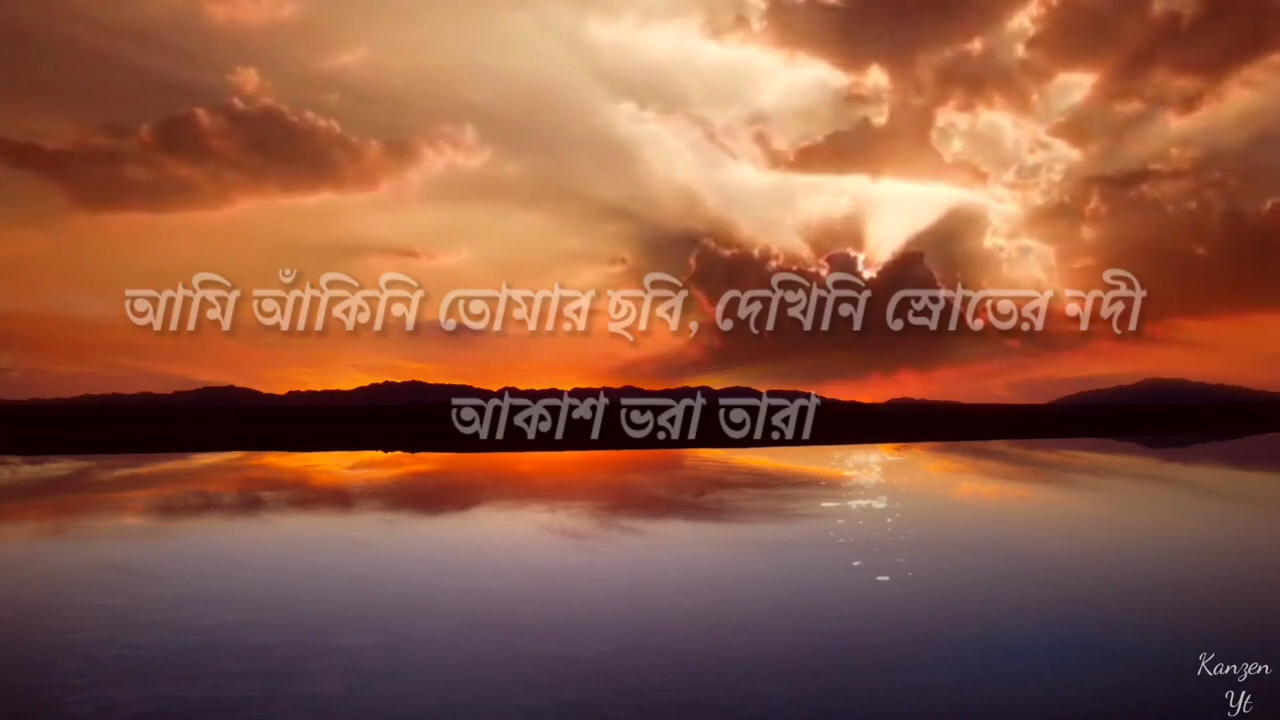 আমি আঁকিনি তোমার ছবি, দেখিনি স্রোতের নদী
আকাশ ভরা তারা
Kanzen
Yt